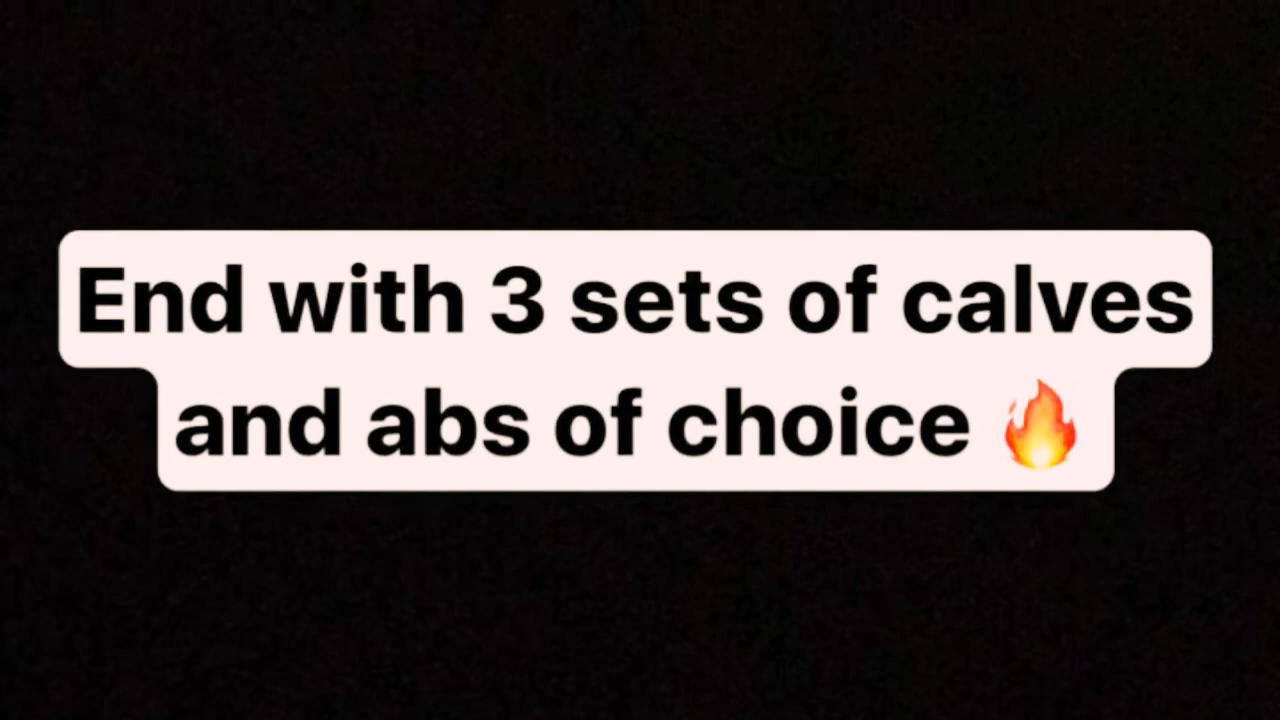 End with 3 sets of calves
and abs of choice 🔥